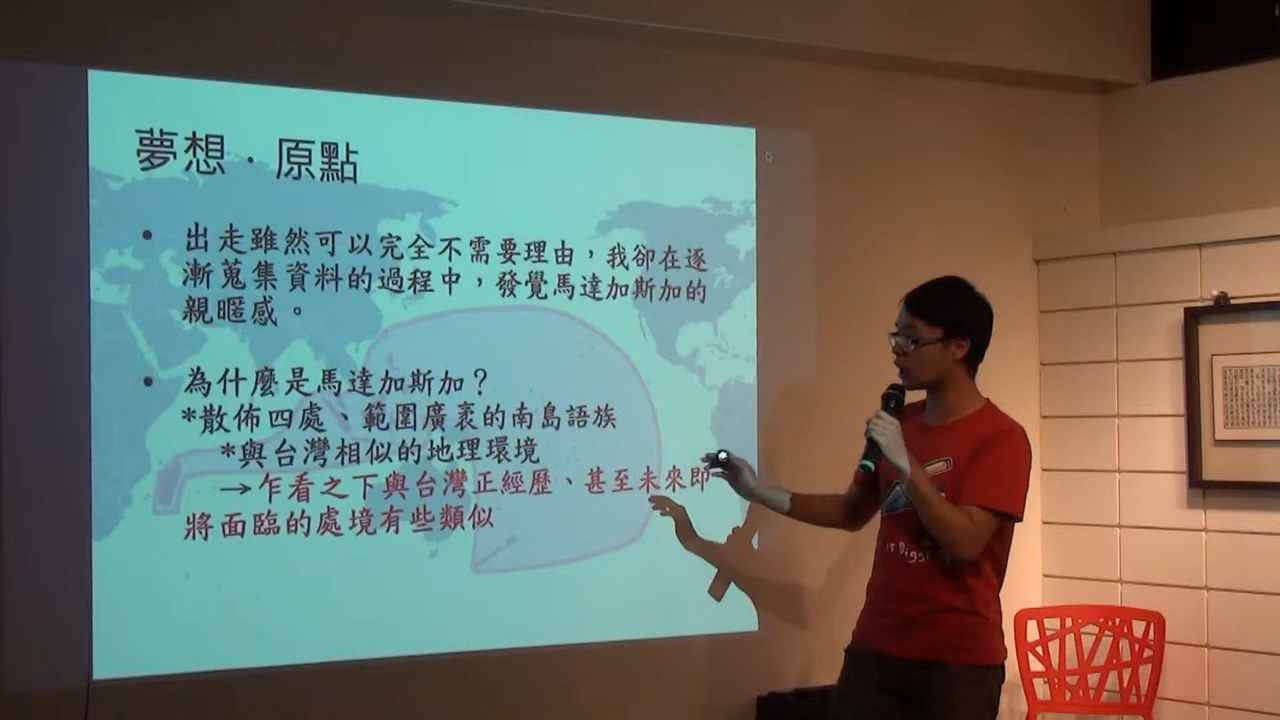 夢想．原點
• 出走雖然可以完全不需要理由，我卻在逐
漸蒐集資料的過程中，發覺馬達加斯加的
親暱感。
• 為什麼是馬達加斯加？
*散佈四處、範圍廣袤的南島語族
*與台灣相似的地理環境
→乍看之下與台灣正經歷、甚至未來即
將面臨的處境有些類似